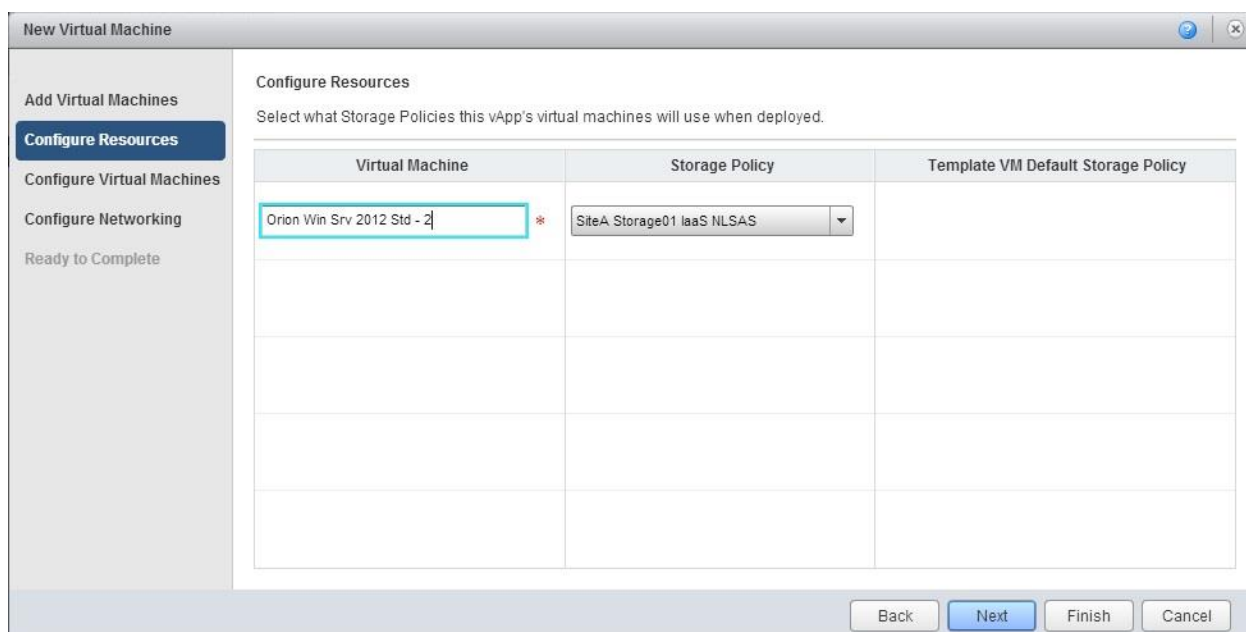 New Virtual Machine
Add Virtual Machines
Configure Resources
Configure Virtual Machines
Configure Networking
Ready to Complete
Configure Resources
Select what Storage Policies this vApp's virtual machines will use when deployed.
Virtual Machine Storage Policy Template VM Default Storage Policy
Orion Win Srv 2012 Std - 2 * SiteA Storage01 IaaS NLSAS
Back Next Finish Cancel